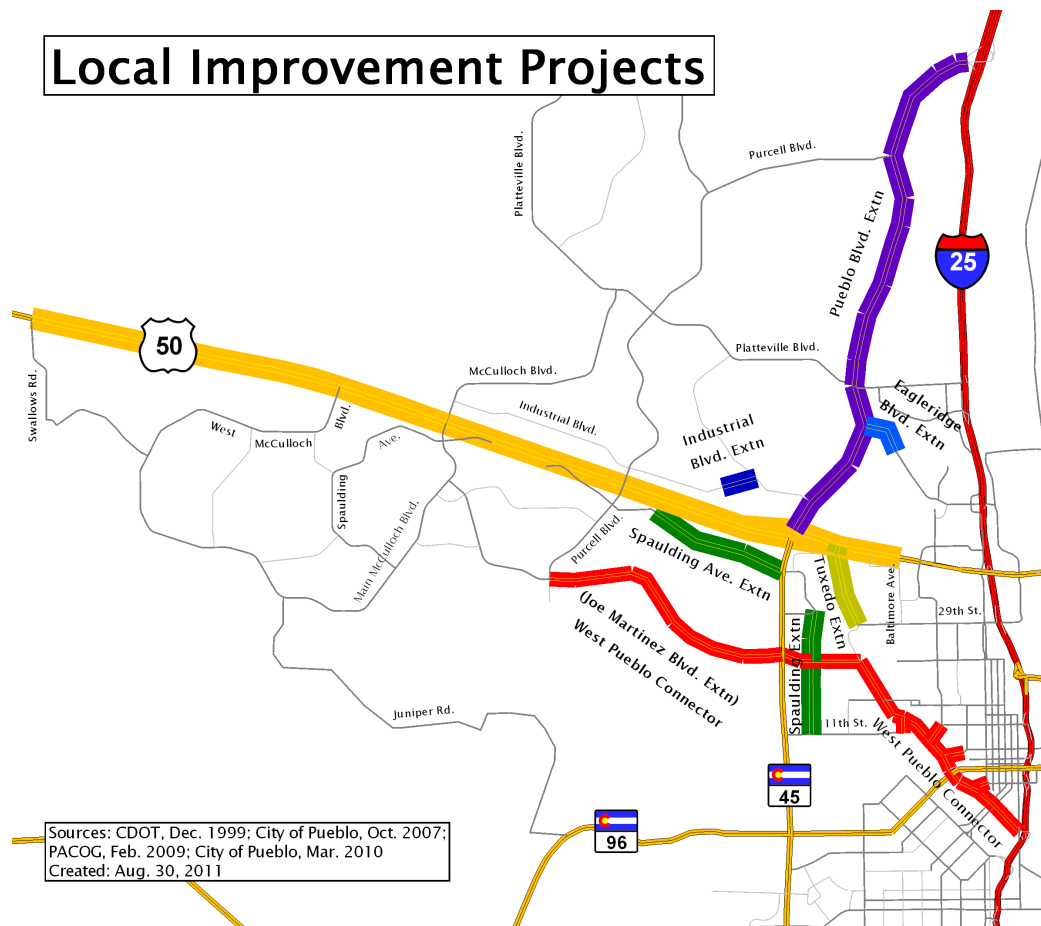 Local Improvement Projects
Platteville Blvd.
Purcell Blvd.
Pueblo Blvd. Extn
25
50
Swallows Rd.
McCulloch Blvd.
Platteville Blvd.
Eagleridge
Blvd. Extn
Industrial Blvd.
Industrial
Blvd. Extn
West
McCulloch
Blvd.
Ave.
Spaulding
Main McCulloch Blvd.
Purcell Blvd.
Spaulding Ave. Extn
Tuxedo Extn
Baltimore Ave.
29th St.
(Joe Martinez Blvd. Extn)
West Pueblo Connector
Spaulding Extn
11th St.
West Pueblo Connector
Juniper Rd.
45
96
Sources: CDOT, Dec. 1999; City of Pueblo, Oct. 2007;
PACOG, Feb. 2009; City of Pueblo, Mar. 2010
Created: Aug. 30, 2011